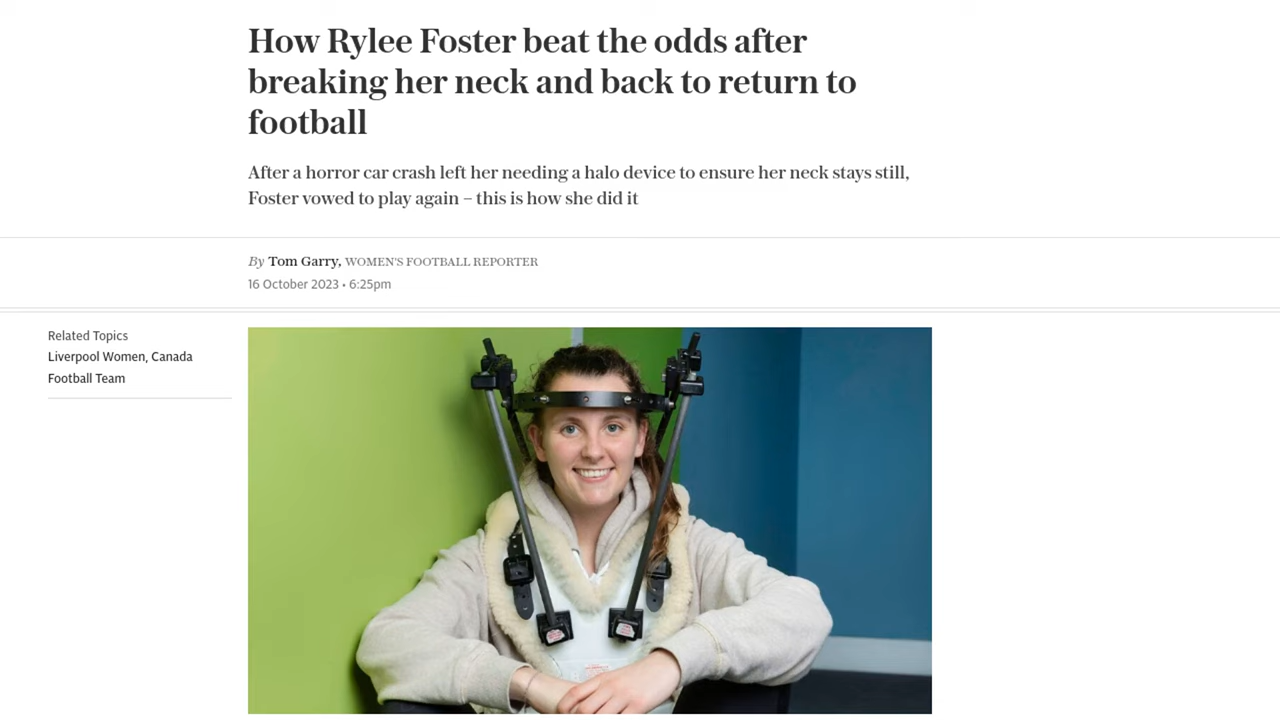 How Rylee Foster beat the odds after
breaking her neck and back to return to
football
After a horror car crash left her needing a halo device to ensure her neck stays still,
Foster vowed to play again – this is how she did it
By Tom Garry, WOMEN'S FOOTBALL REPORTER
16 October 2023 • 6:25pm
Related Topics
Liverpool Women, Canada
Football Team